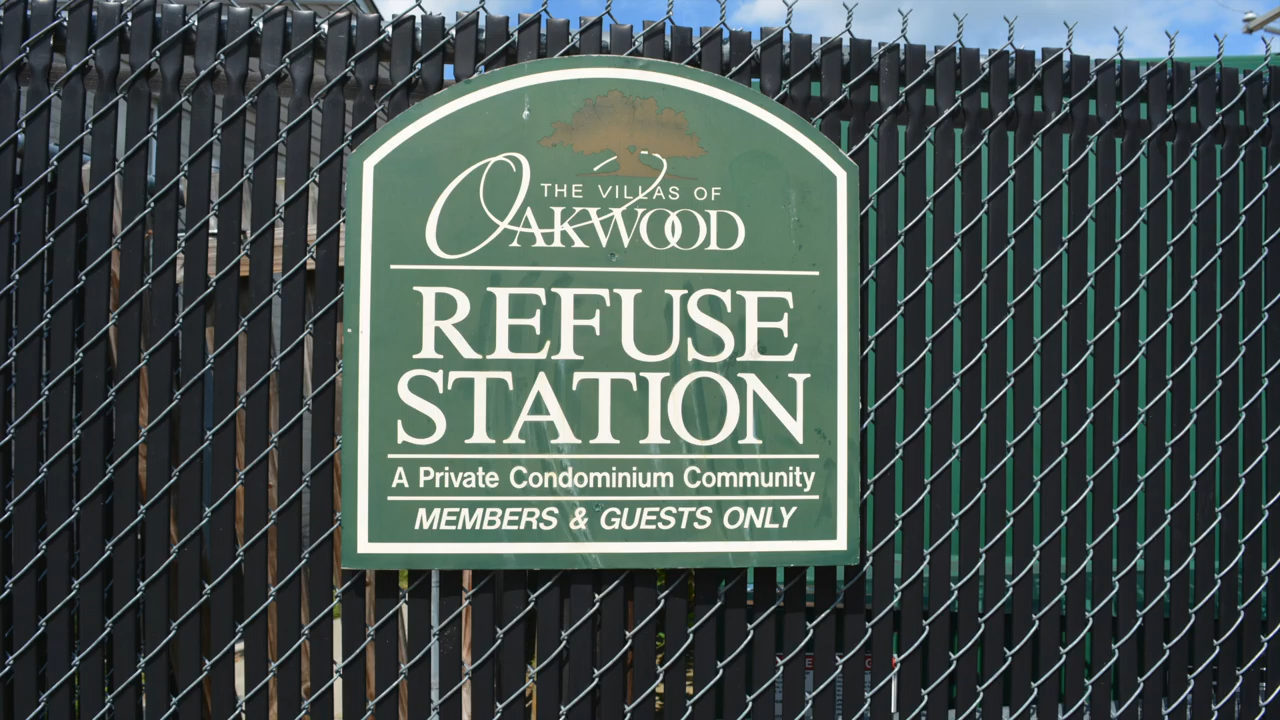 THE VILLAS OF
OAKWOOD
REFUSE
STATION
A Private Condominium Community
MEMBERS & GUESTS ONLY